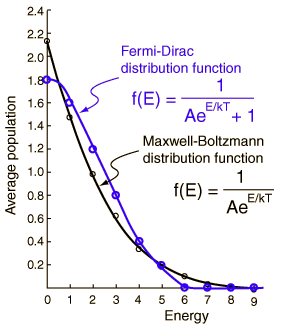 2.4
2.2
2.0
1.8
1.6
1.4
1.2
1.0
0.8
0.6
0.4
0.2
Average population
Fermi-Dirac
distribution function
f(E) = 1 / Ae^E/kT + 1
Maxwell-Boltzmann
distribution function
f(E) = 1 / Ae^E/kT
0 1 2 3 4 5 6 7 8 9
Energy